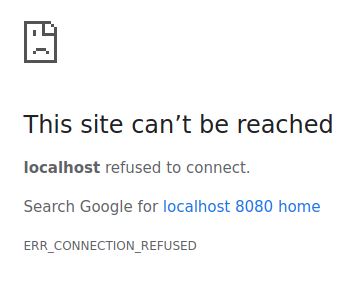 This site can’t be reached
localhost refused to connect.
Search Google for localhost 8080 home
ERR_CONNECTION_REFUSED